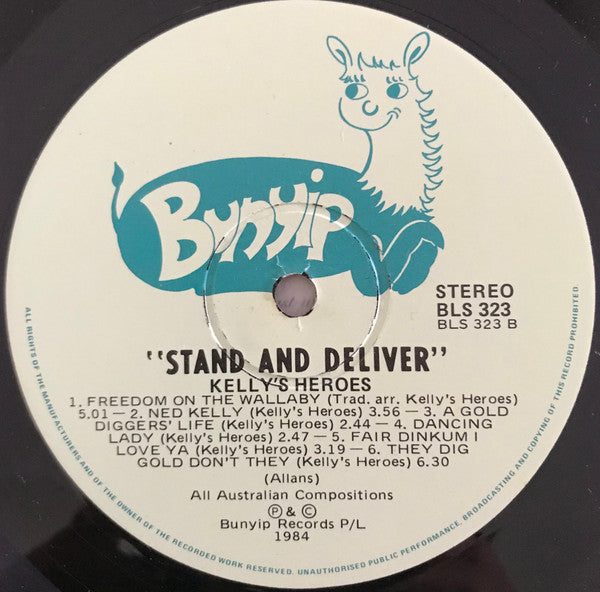 Bunyip
STEREO
BLS 323
BLS 323 B
"STAND AND DELIVER"
KELLY'S HEROES
1. FREEDOM ON THE WALLABY (Trad. arr. Kelly's Heroes)
5.01 — 2. NED KELLY (Kelly's Heroes) 3.56 — 3. A GOLD
DIGGERS' LIFE (Kelly's Heroes) 2.44 — 4. DANCING
LADY (Kelly's Heroes) 2.47 — 5. FAIR DINKUM I
LOVE YA (Kelly's Heroes) 3.19 — 6. THEY DIG
GOLD DON'T THEY (Kelly's Heroes) 6.30
(Allans)
All Australian Compositions
Ⓟ & ©
Bunyip Records P/L
1984
ALL RIGHTS OF THE MANUFACTURERS AND OF THE OWNER OF THE RECORDED WORK RESERVED. UNAUTHORISED PUBLIC PERFORMANCE, BROADCASTING AND COPYING OF THIS RECORD PROHIBITED